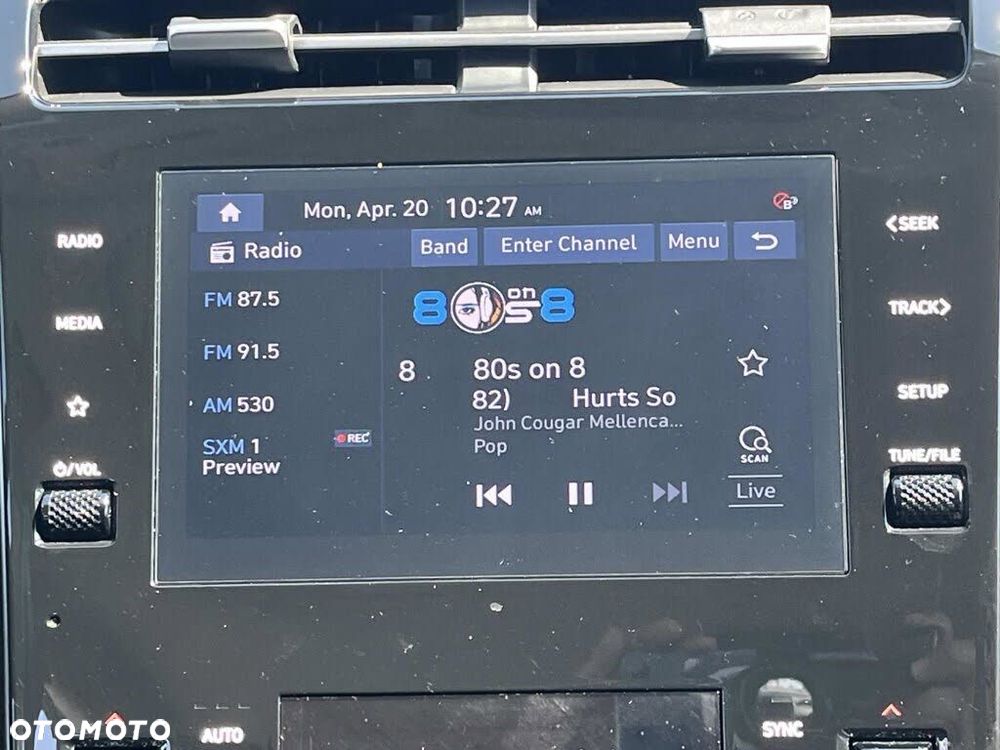 Mon, Apr. 20 10:27 AM
B
Radio
Band
Enter Channel
Menu
FM 87.5
FM 91.5
AM 530
SXM 1
REC
Preview
8 on s 8
8
80s on 8
82) Hurts So
John Cougar Mellenca...
Pop
SCAN
Live
RADIO
MEDIA
/VOL
< SEEK
TRACK >
SETUP
TUNE/FILE
AUTO
SYNC
OTOMOTO